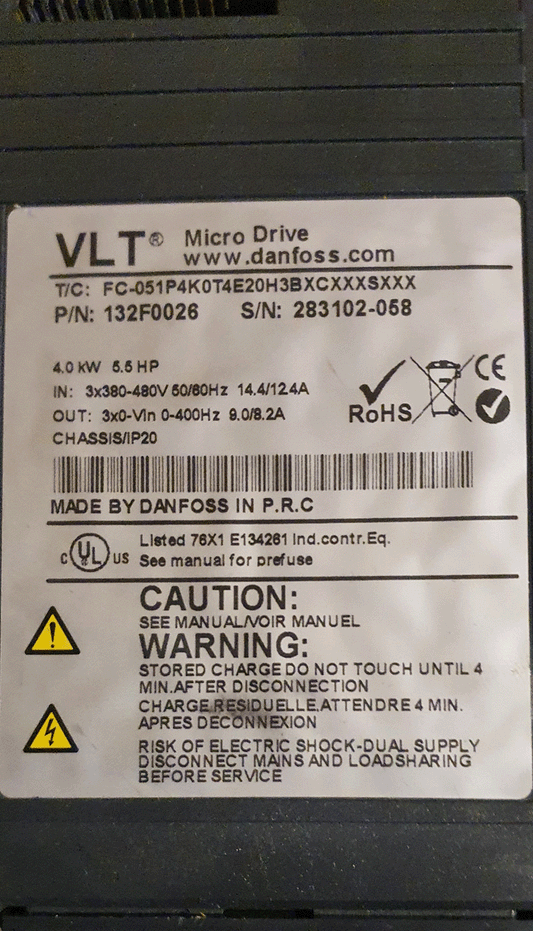 VLT® Micro Drive
www.danfoss.com
T/C: FC-051P4K0T4E20H3BXCXXXSXXX
P/N: 132F0026 S/N: 283102-058
4.0 kW 5.5 HP
IN: 3x380-480V 50/60Hz 14.4/12.4A
OUT: 3x0-Vin 0-400Hz 9.0/8.2A
CHASSIS/IP20
RoHS CE
MADE BY DANFOSS IN P.R.C
c UL US Listed 76X1 E134261 Ind.contr.Eq.
See manual for prefuse
CAUTION:
SEE MANUAL/VOIR MANUEL
WARNING:
STORED CHARGE DO NOT TOUCH UNTIL 4
MIN.AFTER DISCONNECTION
CHARGE RESIDUELLE,ATTENDRE 4 MIN.
APRES DECONNEXION
RISK OF ELECTRIC SHOCK-DUAL SUPPLY
DISCONNECT MAINS AND LOADSHARING
BEFORE SERVICE